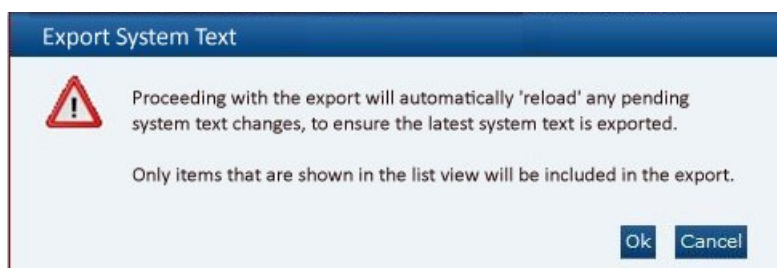 Export System Text
Proceeding with the export will automatically 'reload' any pending
system text changes, to ensure the latest system text is exported.
Only items that are shown in the list view will be included in the export.
Ok Cancel